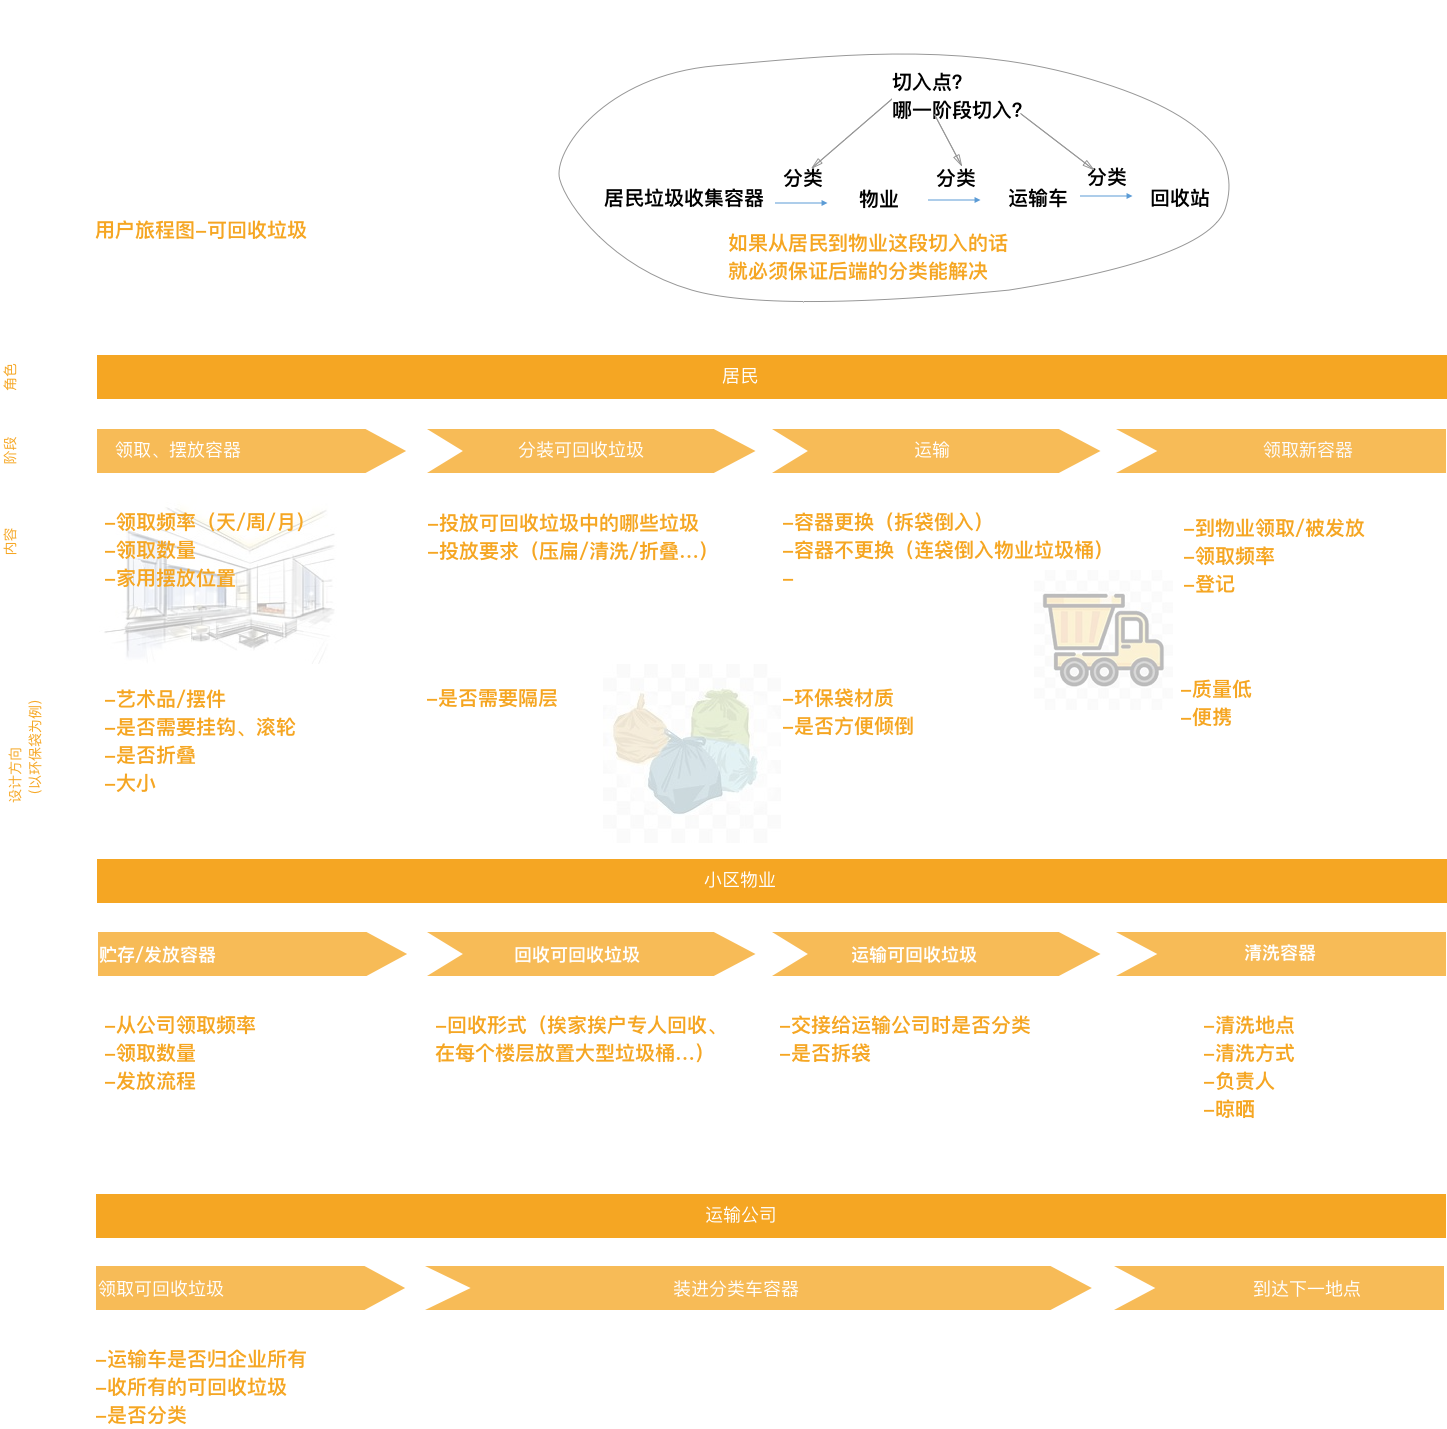 切入点？
哪一阶段切入？
分类
分类
分类
居民垃圾收集容器
物业
运输车
回收站
用户旅程图-可回收垃圾
如果从居民到物业这段切入的话
就必须保证后端的分类能解决
角色
居民
阶段
领取、摆放容器
分装可回收垃圾
运输
领取新容器
内容
-领取频率（天/周/月）
-领取数量
-家用摆放位置
-投放可回收垃圾中的哪些垃圾
-投放要求（压扁/清洗/折叠...）
-容器更换（拆袋倒入）
-容器不更换（连袋倒入物业垃圾桶）
-
-到物业领取/被发放
-领取频率
-登记
设计方向
（以环保袋为例）
-艺术品/摆件
-是否需要挂钩、滚轮
-是否折叠
-大小
-是否需要隔层
-环保袋材质
-是否方便倾倒
-质量低
-便携
小区物业
贮存/发放容器
回收可回收垃圾
运输可回收垃圾
清洗容器
-从公司领取频率
-领取数量
-发放流程
-回收形式（挨家挨户专人回收、
在每个楼层放置大型垃圾桶...）
-交接给运输公司时是否分类
-是否拆袋
-清洗地点
-清洗方式
-负责人
-晾晒
运输公司
领取可回收垃圾
装进分类车容器
到达下一地点
-运输车是否归企业所有
-收所有的可回收垃圾
-是否分类